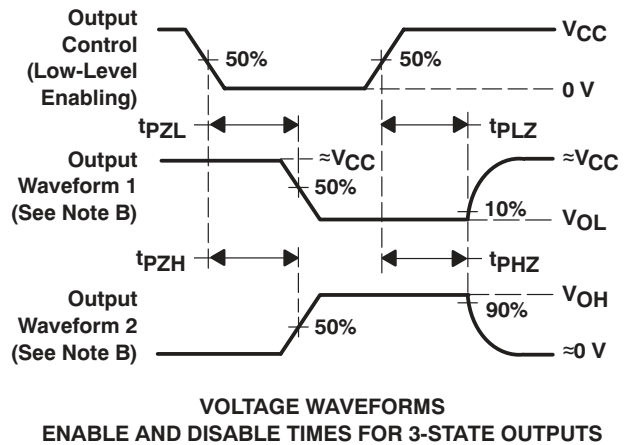 Output
Control
(Low-Level
Enabling)
50%
50%
VCC
0 V
tPZL
tPLZ
Output
Waveform 1
(See Note B)
≈VCC
50%
≈VCC
10%
VOL
tPZH
tPHZ
Output
Waveform 2
(See Note B)
50%
VOH
90%
≈0 V
VOLTAGE WAVEFORMS
ENABLE AND DISABLE TIMES FOR 3-STATE OUTPUTS